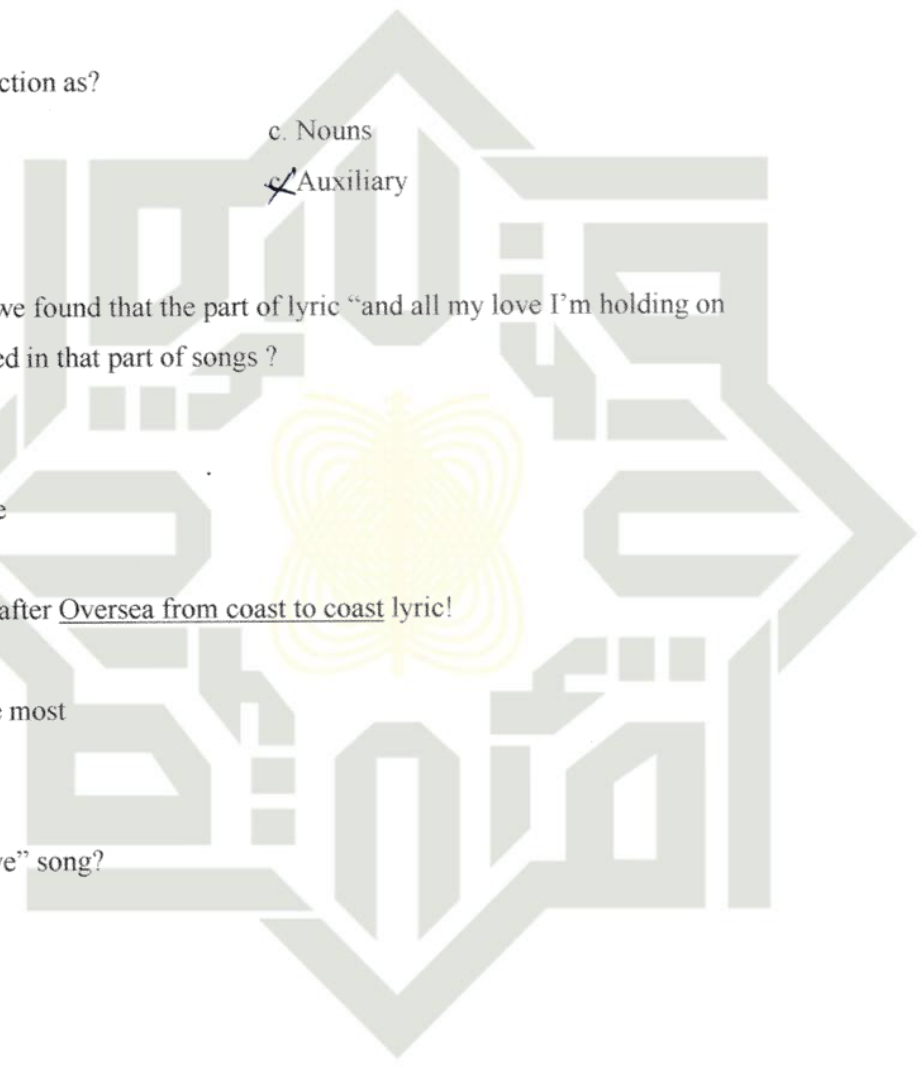 ction as?
c. Nouns
c. Auxiliary
we found that the part of lyric “and all my love I’m holding on
ed in that part of songs ?
e
after Oversea from coast to coast lyric!
e most
e” song?